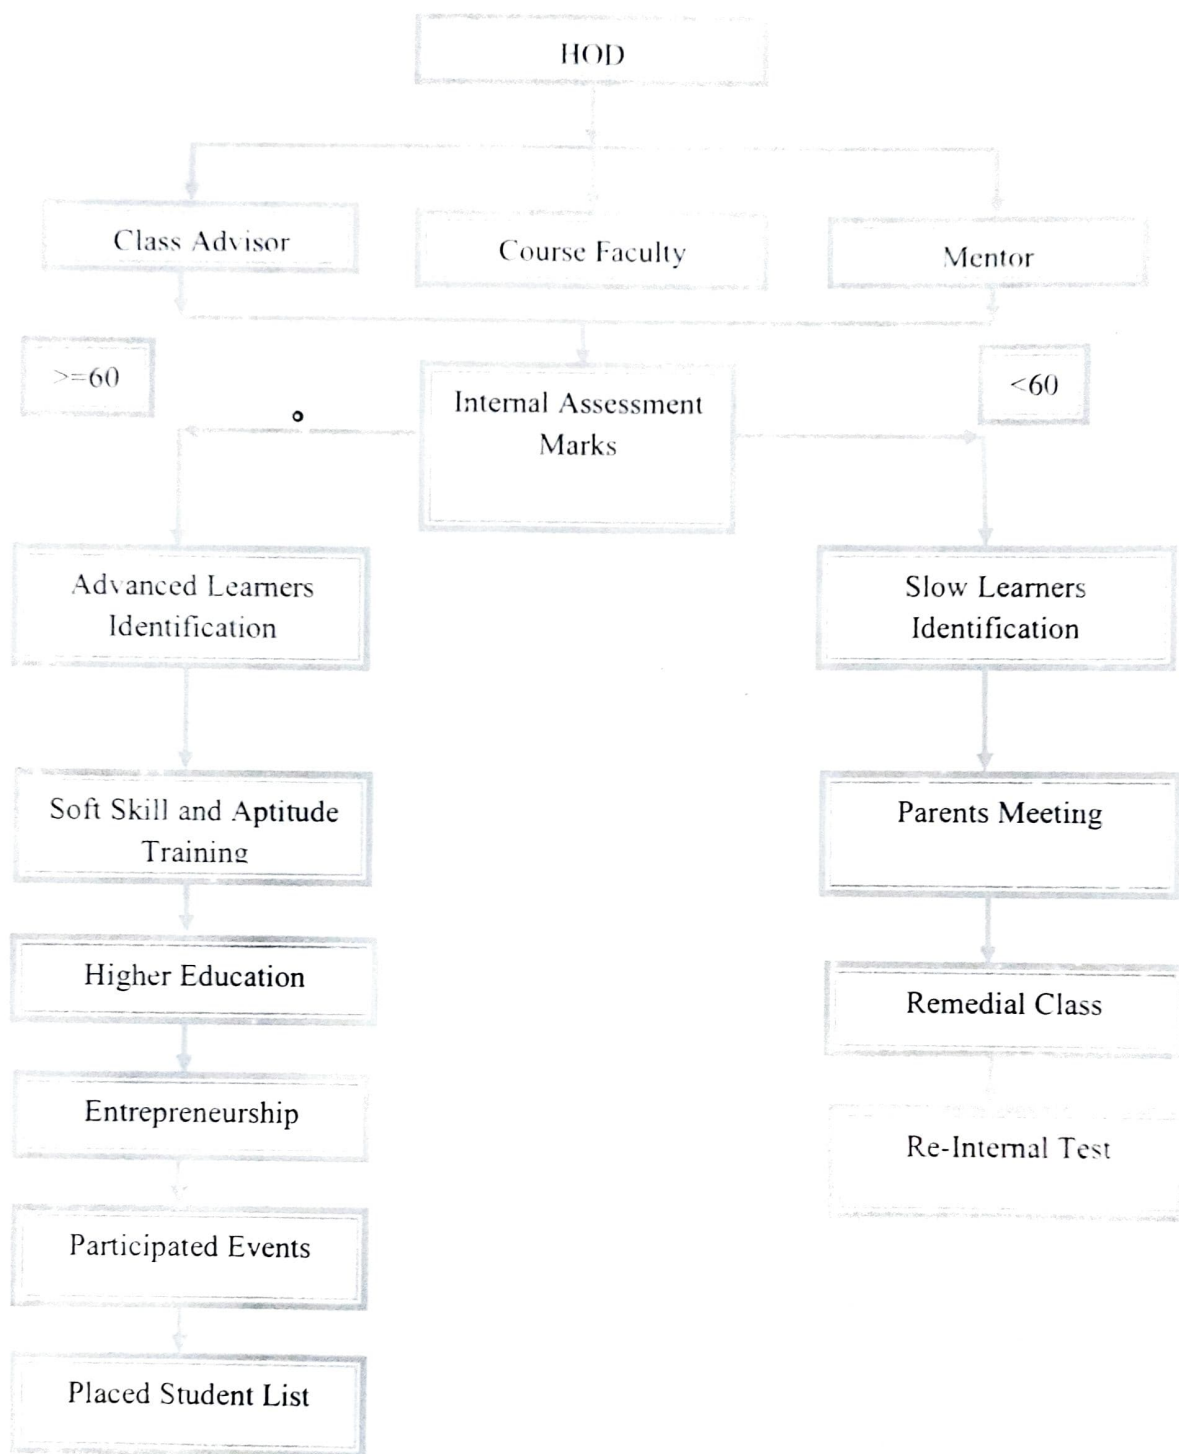 HOD
Class Advisor
Course Faculty
Mentor
>=60
Internal Assessment
Marks
<60
Advanced Learners
Identification
Slow Learners
Identification
Soft Skill and Aptitude
Training
Parents Meeting
Higher Education
Remedial Class
Entrepreneurship
Re-Internal Test
Participated Events
Placed Student List